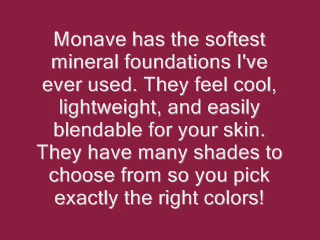 Monave has the softest
mineral foundations I've
ever used. They feel cool,
lightweight, and easily
blendable for your skin.
They have many shades to
choose from so you pick
exactly the right colors!